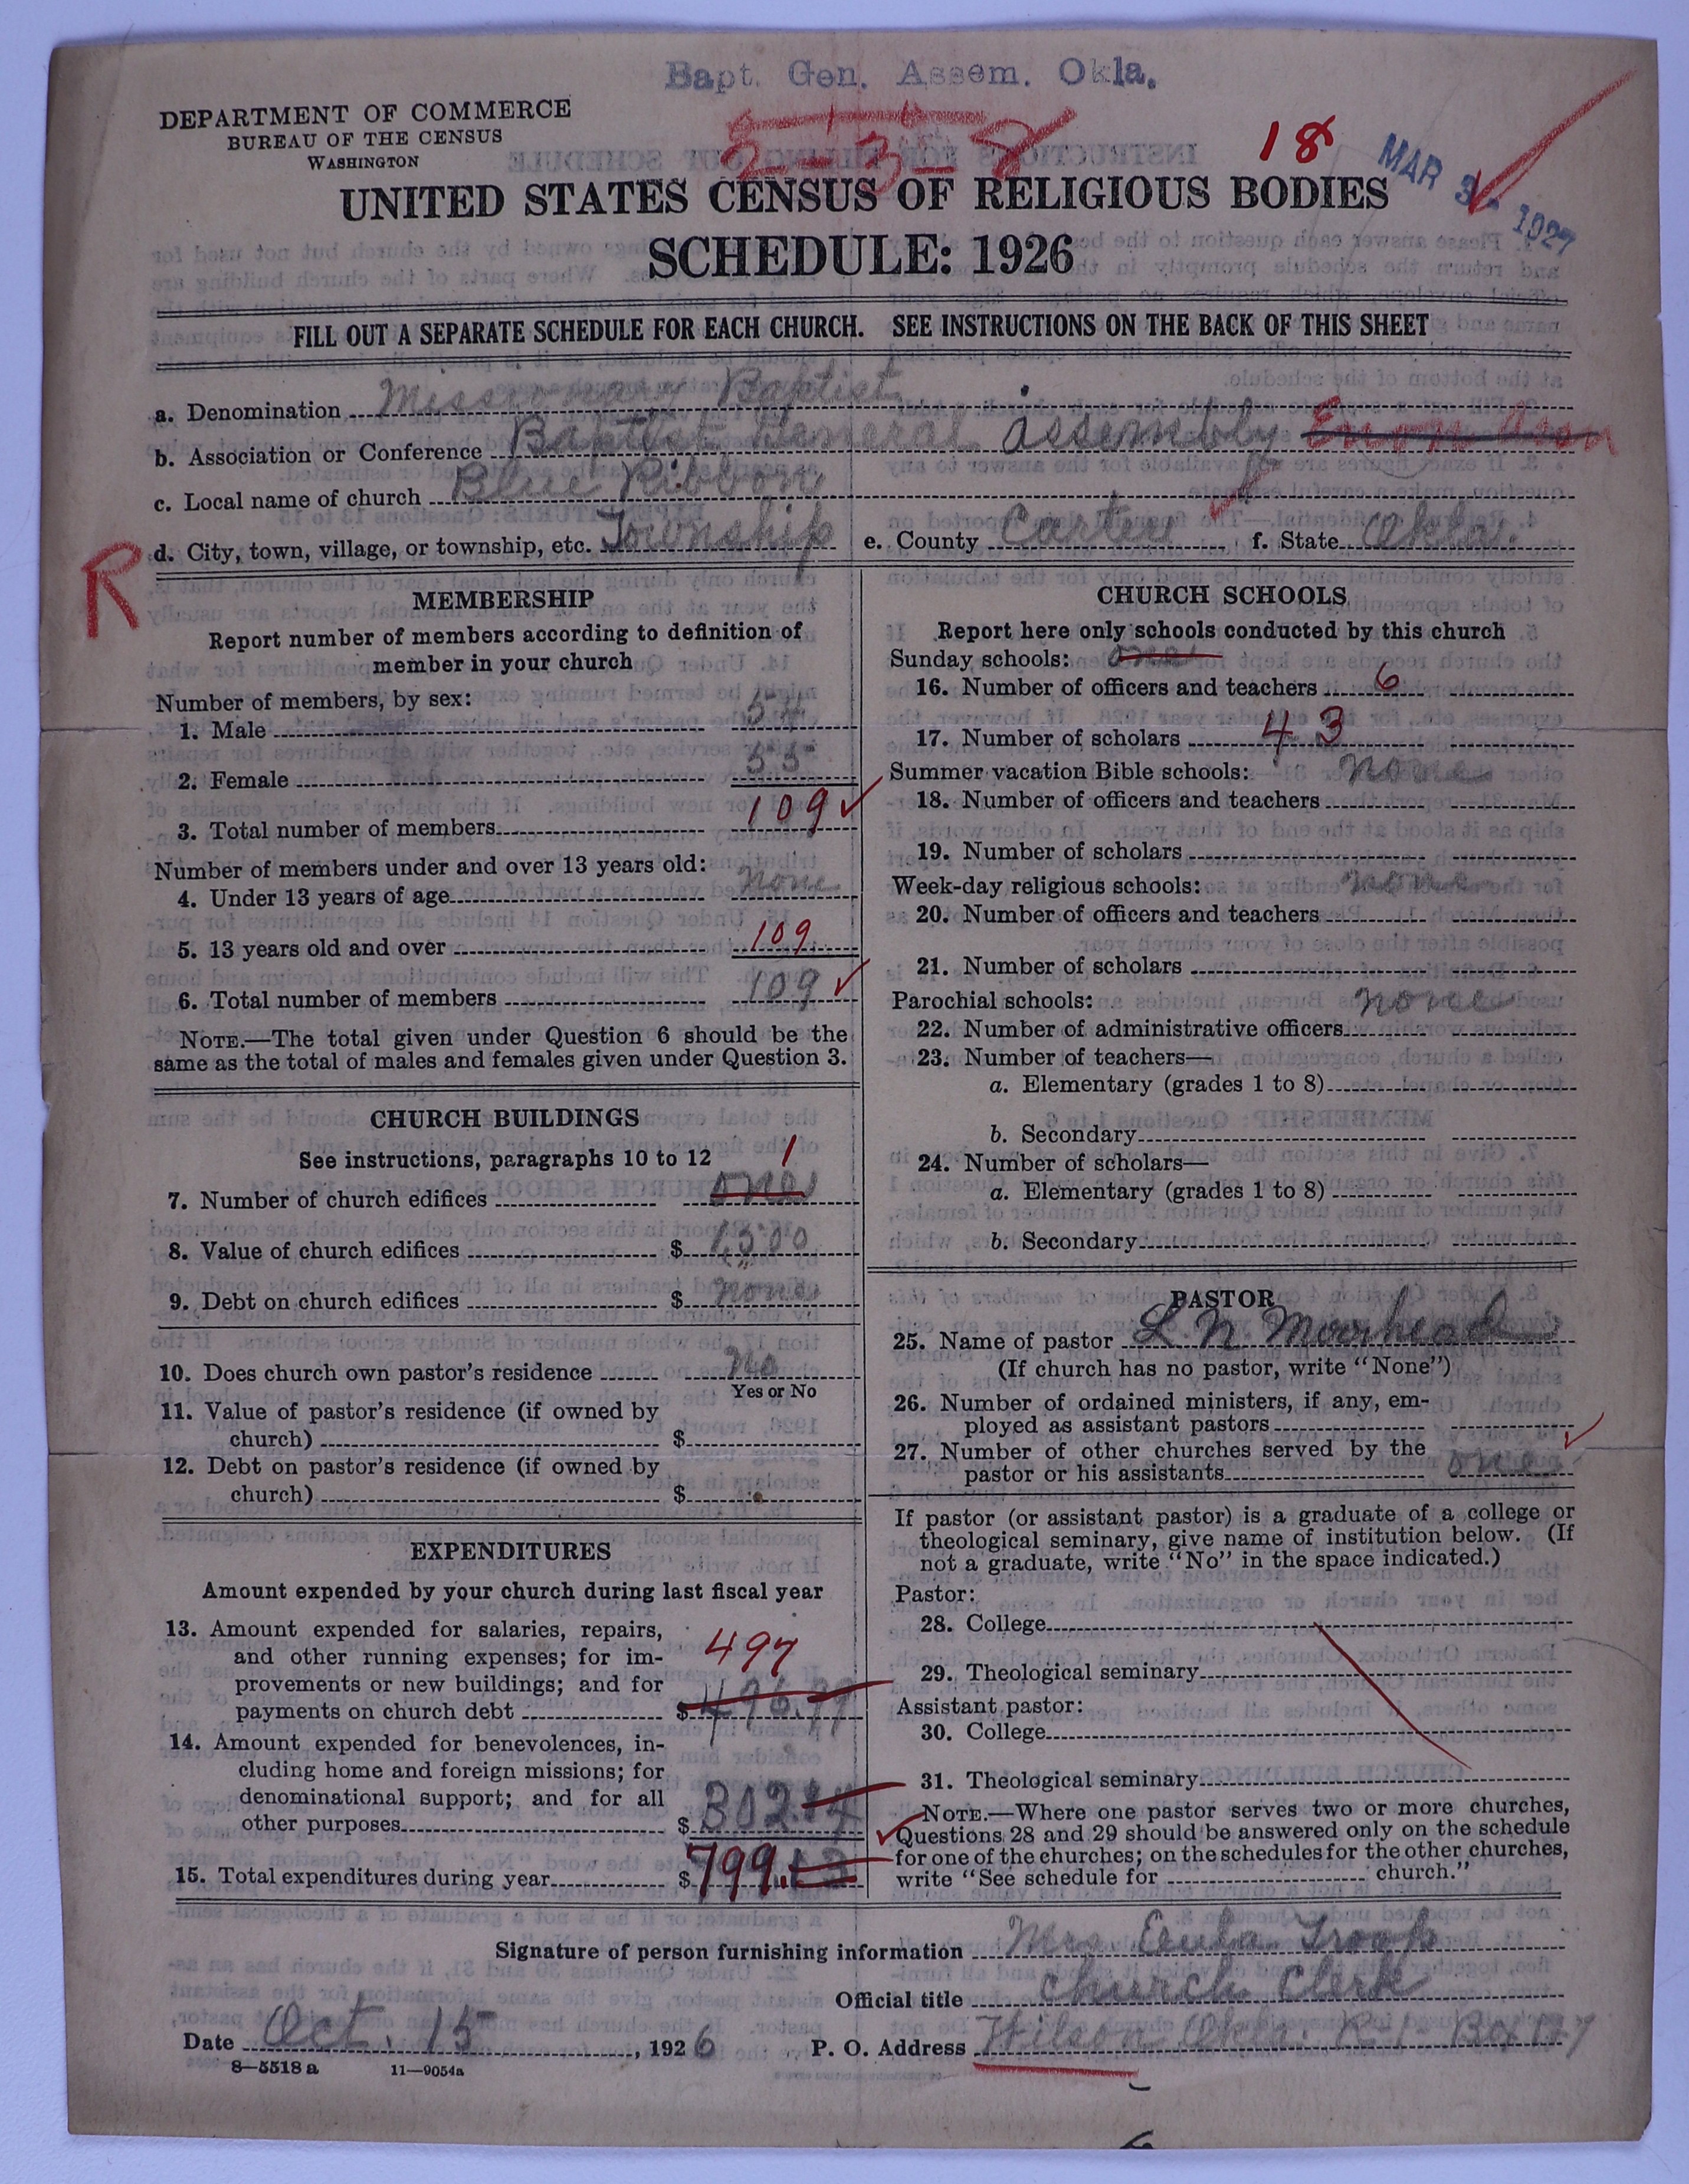 Bapt. Gen. Assem. Okla.
DEPARTMENT OF COMMERCE
BUREAU OF THE CENSUS
WASHINGTON
2-3-8
18
MAR 3 - 1927
UNITED STATES CENSUS OF RELIGIOUS BODIES
SCHEDULE: 1926
FILL OUT A SEPARATE SCHEDULE FOR EACH CHURCH. SEE INSTRUCTIONS ON THE BACK OF THIS SHEET
a. Denomination Missionary Baptist
b. Association or Conference Baptist General Assembly Enon Assn
c. Local name of church Blue Ribbon
d. City, town, village, or township, etc. Township e. County Carter f. State Okla.
R
MEMBERSHIP
Report number of members according to definition of
member in your church
Number of members, by sex:
1. Male 54
2. Female 55
3. Total number of members 109
Number of members under and over 13 years old:
4. Under 13 years of age none
5. 13 years old and over 109
6. Total number of members 109
NOTE.—The total given under Question 6 should be the
same as the total of males and females given under Question 3.
CHURCH BUILDINGS
See instructions, paragraphs 10 to 12
1
7. Number of church edifices one
8. Value of church edifices $ 1500
9. Debt on church edifices $ none
10. Does church own pastor's residence No
Yes or No
11. Value of pastor's residence (if owned by
church) $
12. Debt on pastor's residence (if owned by
church) $
EXPENDITURES
Amount expended by your church during last fiscal year
13. Amount expended for salaries, repairs,
and other running expenses; for im-
497
provements or new buildings; and for
payments on church debt $ 496.99
14. Amount expended for benevolences, in-
cluding home and foreign missions; for
denominational support; and for all
other purposes $ 302.14
15. Total expenditures during year $ 799.13
CHURCH SCHOOLS
Report here only schools conducted by this church
Sunday schools: one
16. Number of officers and teachers 6
17. Number of scholars 43
Summer vacation Bible schools: none
18. Number of officers and teachers
19. Number of scholars
Week-day religious schools: none
20. Number of officers and teachers
21. Number of scholars
Parochial schools: none
22. Number of administrative officers
23. Number of teachers—
a. Elementary (grades 1 to 8)
b. Secondary
24. Number of scholars—
a. Elementary (grades 1 to 8)
b. Secondary
PASTOR
25. Name of pastor L. N. Moorhead
(If church has no pastor, write "None")
26. Number of ordained ministers, if any, em-
ployed as assistant pastors
27. Number of other churches served by the
pastor or his assistants one
If pastor (or assistant pastor) is a graduate of a college or
theological seminary, give name of institution below. (If
not a graduate, write "No" in the space indicated.)
Pastor:
28. College
29. Theological seminary
Assistant pastor:
30. College
31. Theological seminary
NOTE.—Where one pastor serves two or more churches,
Questions 28 and 29 should be answered only on the schedule
for one of the churches; on the schedules for the other churches,
write "See schedule for church."
Signature of person furnishing information Mrs. Eula Troop
Official title church Clerk
Date Oct. 15, 1926 P. O. Address Wilson Okla. R-1- Box
8—5518 a 11—9054a